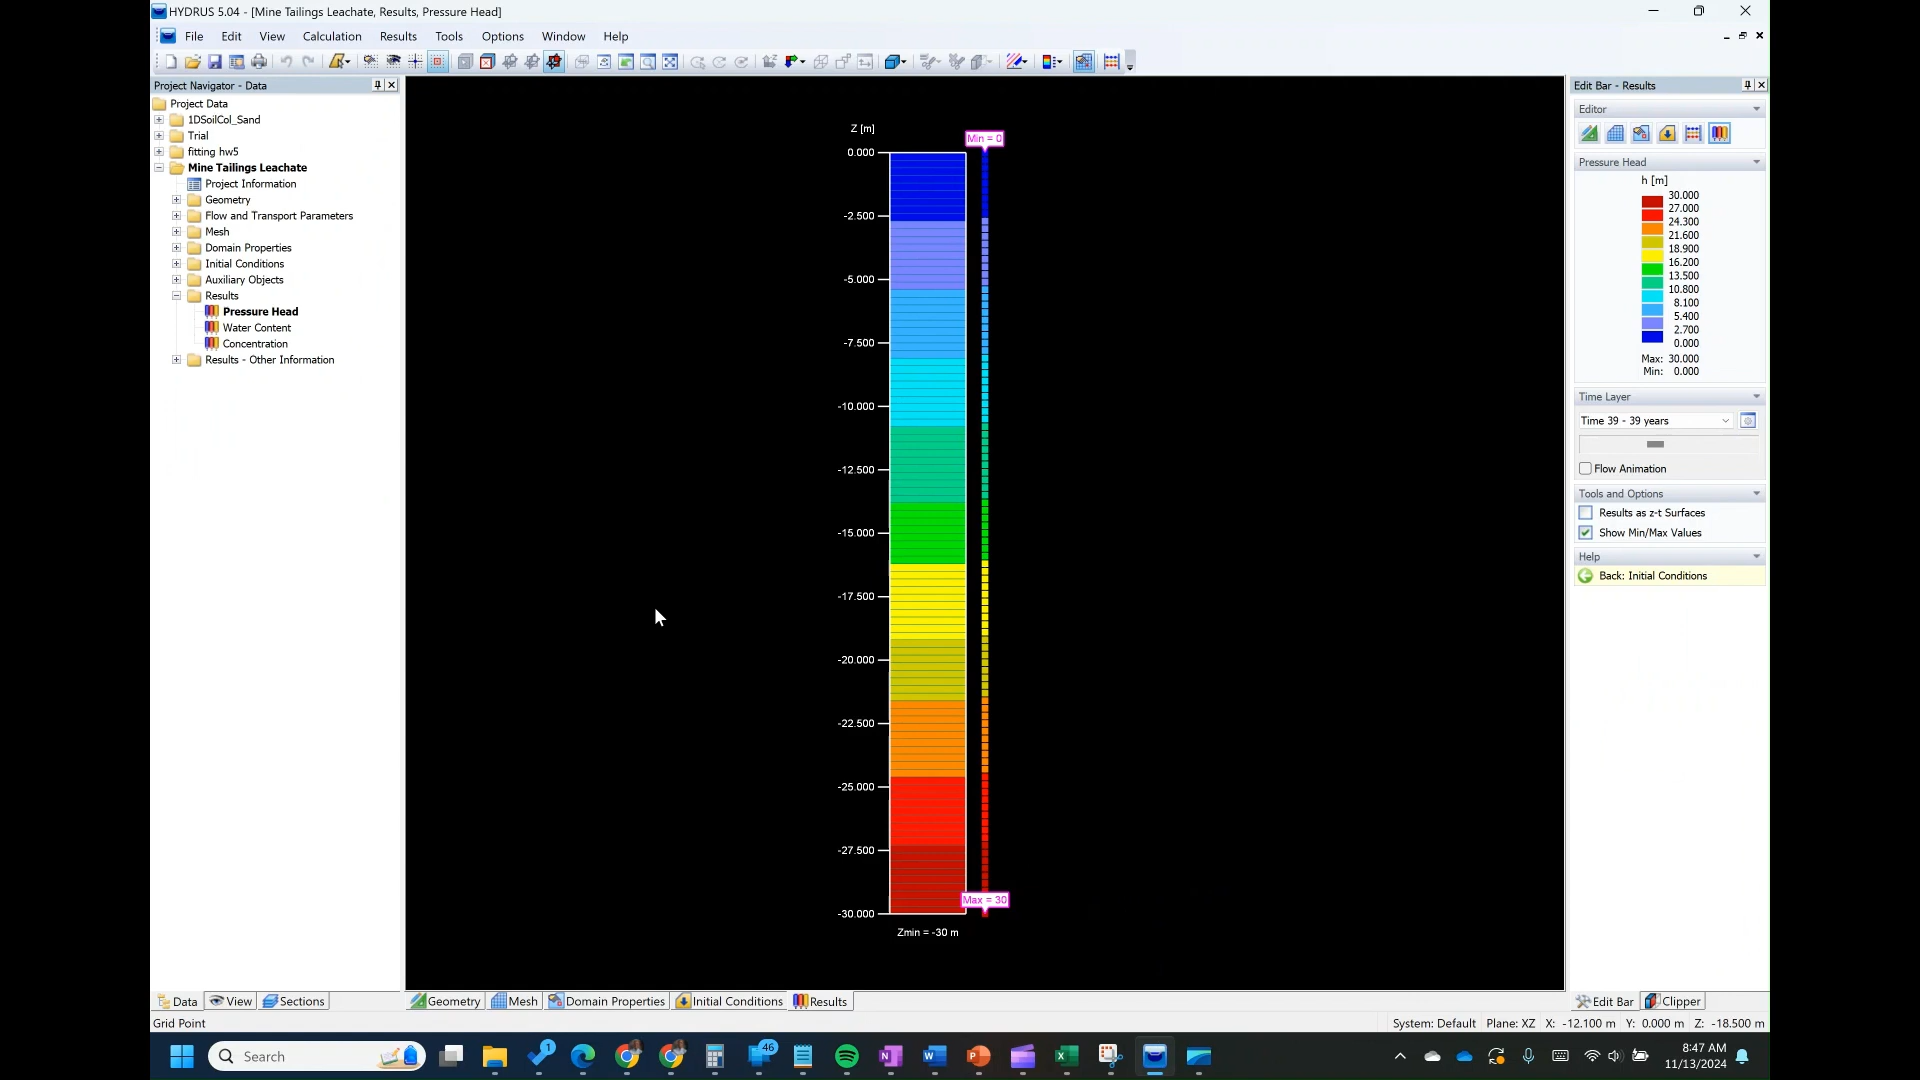 HYDRUS 5.04 - [Mine Tailings Leachate, Results, Pressure Head]
File Edit View Calculation Results Tools Options Window Help
Project Navigator - Data
Project Data
1DSoilCol_Sand
Trial
fitting hw5
Mine Tailings Leachate
Project Information
Geometry
Flow and Transport Parameters
Mesh
Domain Properties
Initial Conditions
Auxiliary Objects
Results
Pressure Head
Water Content
Concentration
Results - Other Information
Data View Sections
Z [m]
Min = 0
0.000
-2.500
-5.000
-7.500
-10.000
-12.500
-15.000
-17.500
-20.000
-22.500
-25.000
-27.500
-30.000
Max = 30
Zmin = -30 m
Geometry Mesh Domain Properties Initial Conditions Results
Edit Bar - Results
Editor
Pressure Head
h [m]
30.000
27.000
24.300
21.600
18.900
16.200
13.500
10.800
8.100
5.400
2.700
0.000
Max: 30.000
Min: 0.000
Time Layer
Time 39 - 39 years
Flow Animation
Tools and Options
Results as z-t Surfaces
Show Min/Max Values
Help
Back: Initial Conditions
Edit Bar Clipper
Grid Point
System: Default Plane: XZ X: -12.100 m Y: 0.000 m Z: -18.500 m
Search
1
46
8:47 AM
11/13/2024